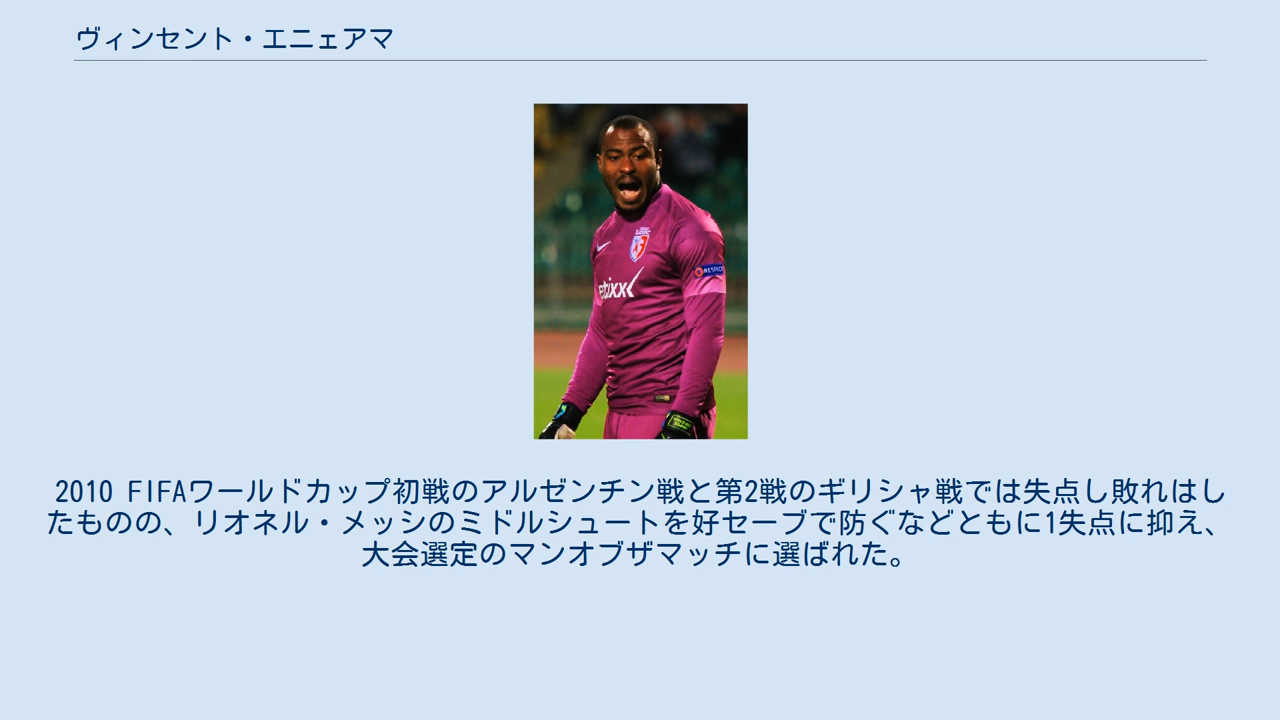 ヴィンセント・エニェアマ
etixx
RESPECT
2010 FIFAワールドカップ初戦のアルゼンチン戦と第2戦のギリシャ戦では失点し敗れはし
たものの、リオネル・メッシのミドルシュートを好セーブで防ぐなどともに1失点に抑え、
大会選定のマンオブザマッチに選ばれた。